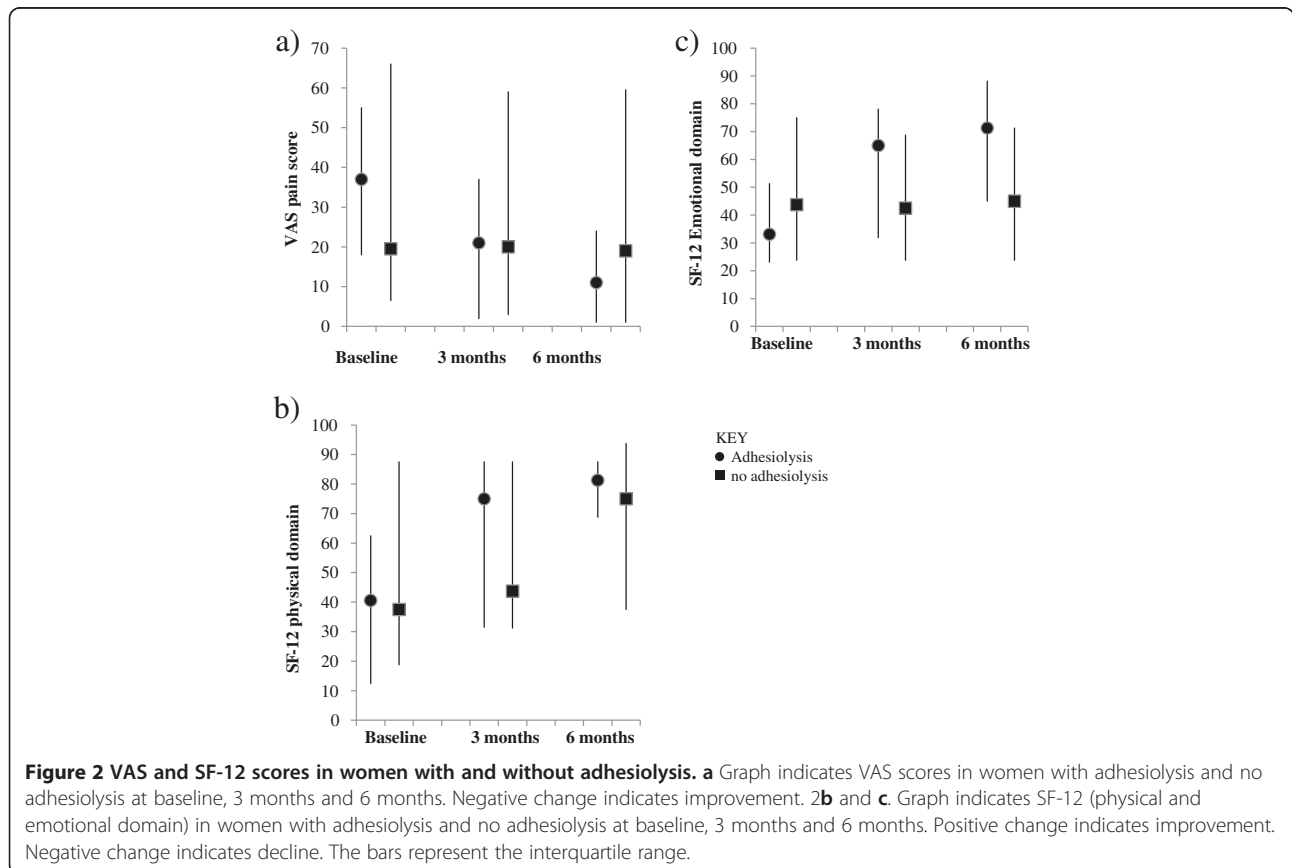 a)
70
60
50
40
30
20
10
0
VAS pain score
Baseline 3 months 6 months
c)
100
90
80
70
60
50
40
30
20
10
0
SF-12 Emotional domain
Baseline 3 months 6 months
b)
100
90
80
70
60
50
40
30
20
10
0
SF-12 physical domain
Baseline 3 months 6 months
KEY
Adhesiolysis
no adhesiolysis
Figure 2 VAS and SF-12 scores in women with and without adhesiolysis. a Graph indicates VAS scores in women with adhesiolysis and no
adhesiolysis at baseline, 3 months and 6 months. Negative change indicates improvement. 2b and c. Graph indicates SF-12 (physical and
emotional domain) in women with adhesiolysis and no adhesiolysis at baseline, 3 months and 6 months. Positive change indicates improvement.
Negative change indicates decline. The bars represent the interquartile range.